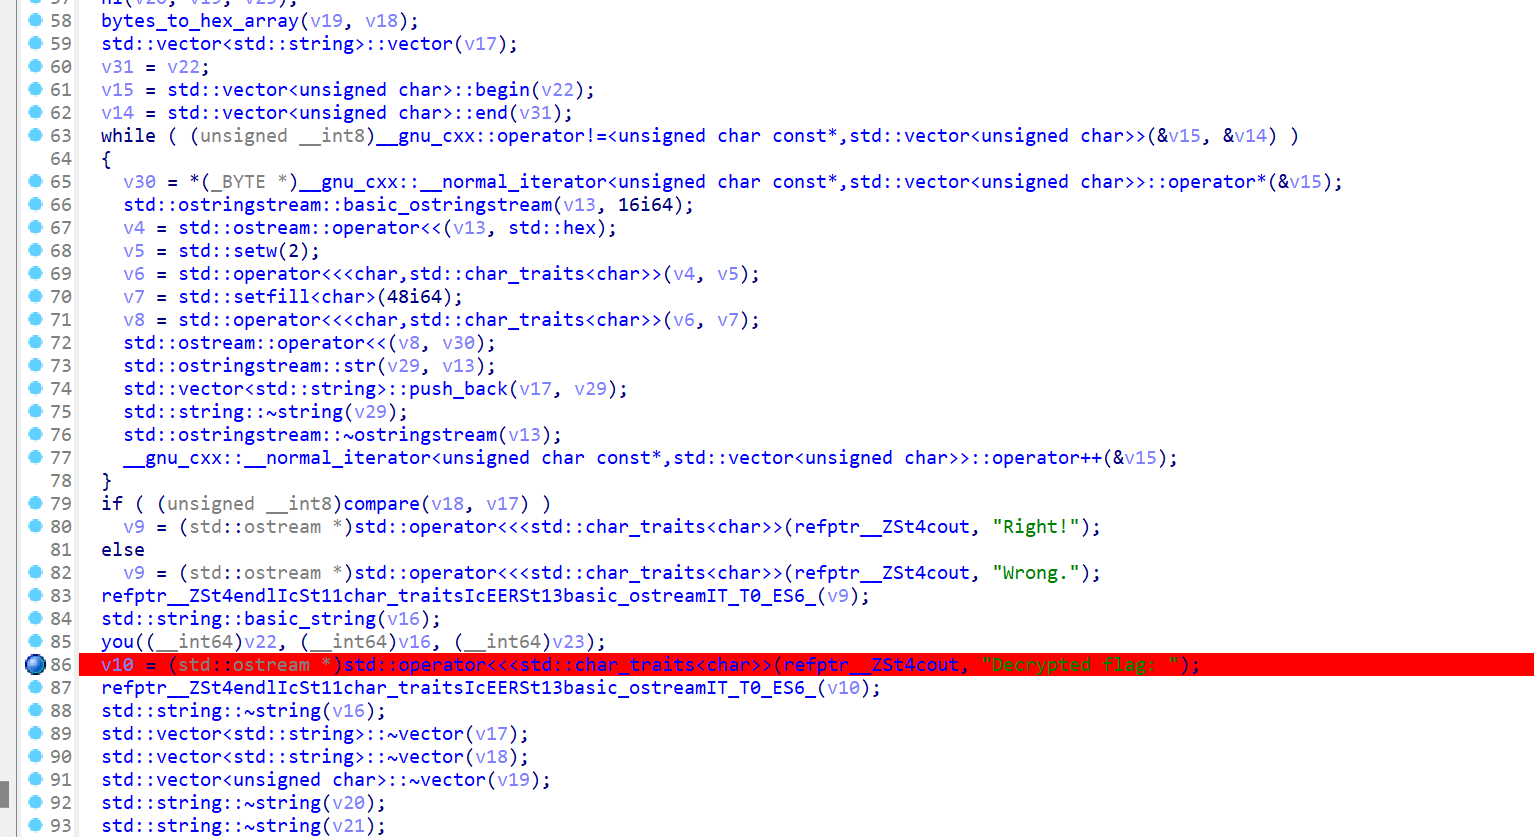 58 bytes_to_hex_array(v19, v18);
59 std::vector<std::string>::vector(v17);
60 v31 = v22;
61 v15 = std::vector<unsigned char>::begin(v22);
62 v14 = std::vector<unsigned char>::end(v31);
63 while ( (unsigned __int8)__gnu_cxx::operator!=<unsigned char const*,std::vector<unsigned char>>(&v15, &v14) )
64 {
65 v30 = *(_BYTE *)__gnu_cxx::__normal_iterator<unsigned char const*,std::vector<unsigned char>>::operator*(&v15);
66 std::ostringstream::basic_ostringstream(v13, 16i64);
67 v4 = std::ostream::operator<<(v13, std::hex);
68 v5 = std::setw(2);
69 v6 = std::operator<<<char,std::char_traits<char>>(v4, v5);
70 v7 = std::setfill<char>(48i64);
71 v8 = std::operator<<<char,std::char_traits<char>>(v6, v7);
72 std::ostream::operator<<(v8, v30);
73 std::ostringstream::str(v29, v13);
74 std::vector<std::string>::push_back(v17, v29);
75 std::string::~string(v29);
76 std::ostringstream::~ostringstream(v13);
77 __gnu_cxx::__normal_iterator<unsigned char const*,std::vector<unsigned char>>::operator++(&v15);
78 }
79 if ( (unsigned __int8)compare(v18, v17) )
80 v9 = (std::ostream *)std::operator<<<std::char_traits<char>>(refptr__ZSt4cout, "Right!");
81 else
82 v9 = (std::ostream *)std::operator<<<std::char_traits<char>>(refptr__ZSt4cout, "Wrong.");
83 refptr__ZSt4endlIcSt11char_traitsIcEERSt13basic_ostreamIT_T0_ES6_(v9);
84 std::string::basic_string(v16);
85 you((__int64)v22, (__int64)v16, (__int64)v23);
86 v10 = (std::ostream *)std::operator<<<std::char_traits<char>>(refptr__ZSt4cout, "Decrypted flag: ");
87 refptr__ZSt4endlIcSt11char_traitsIcEERSt13basic_ostreamIT_T0_ES6_(v10);
88 std::string::~string(v16);
89 std::vector<std::string>::~vector(v17);
90 std::vector<std::string>::~vector(v18);
91 std::vector<unsigned char>::~vector(v19);
92 std::string::~string(v20);
93 std::string::~string(v21);